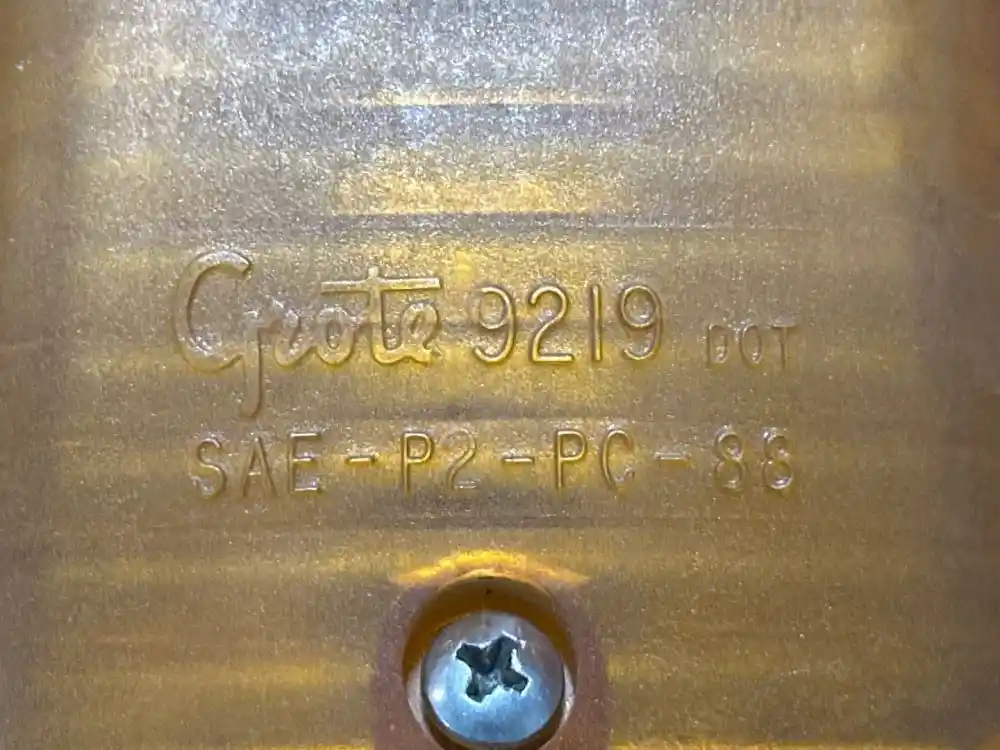 Grote 9219 DOT
SAE-P2-PC-88